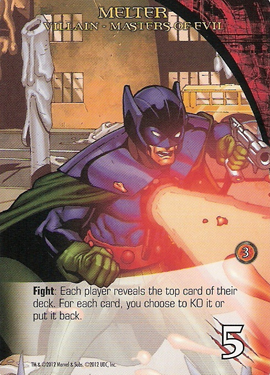 MELTER
VILLAIN - MASTERS OF EVIL
3
Fight: Each player reveals the top card of their
deck. For each card, you choose to KO it or
put it back.
5
TM & ©2012 Marvel & Subs. ©2012 UDC, Inc.